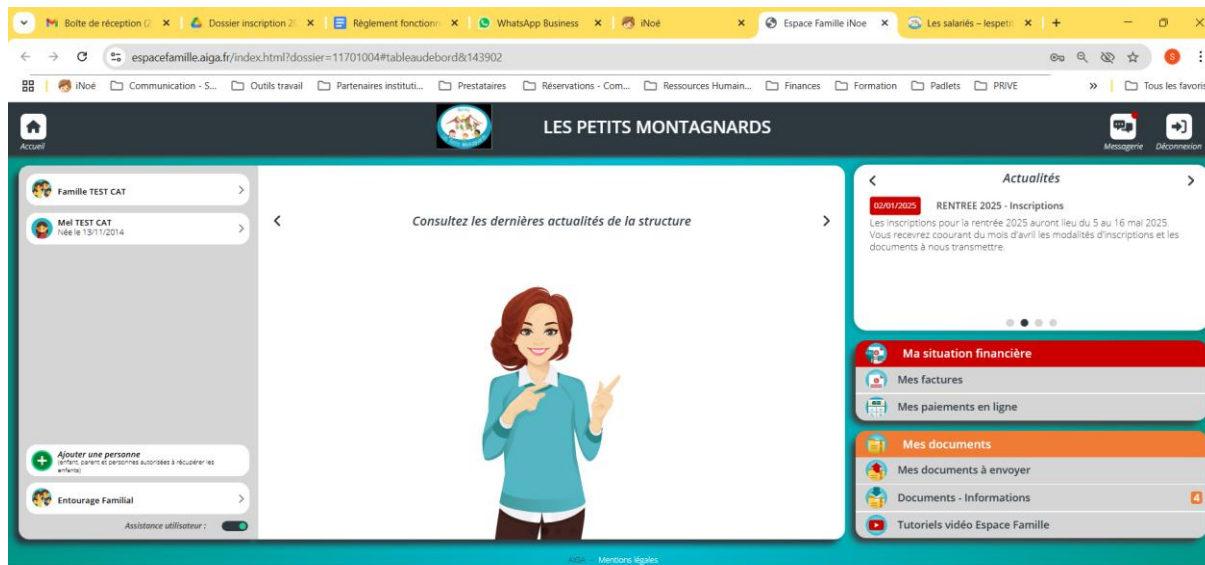 Boîte de réception (2
Dossier inscription 2
Règlement fonctionn
WhatsApp Business
iNoé
Espace Famille iNoe
Les salariés – lespetit
espacefamille.aiga.fr/index.html?dossier=11701004#tableaudebord&143902
S
iNoé
Communication - S...
Outils travail
Partenaires instituti...
Prestataires
Réservations - Com...
Ressources Humain...
Finances
Formation
Padlets
PRIVE
»
Tous les favoris
Accueil
LES PETITS MONTAGNARDS
Messagerie
Déconnexion
Famille TEST CAT
Mel TEST CAT
Née le 13/11/2014
Ajouter une personne
(enfant, parent et personnes autorisées à récupérer les
enfants)
Entourage Familial
Assistance utilisateur :
Consultez les dernières actualités de la structure
Actualités
02/01/2025 RENTREE 2025 - Inscriptions
Les inscriptions pour la rentrée 2025 auront lieu du 5 au 16 mai 2025.
Vous recevrez coourant du mois d'avril les modalités d'inscriptions et les
documents à nous transmettre.
Ma situation financière
Mes factures
Mes paiements en ligne
Mes documents
Mes documents à envoyer
Documents - Informations
4
Tutoriels vidéo Espace Famille
AIGA Mentions légales